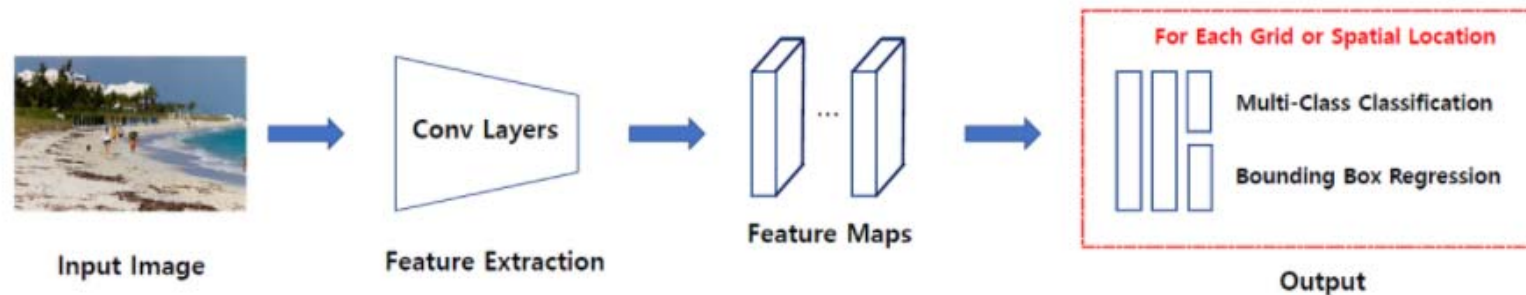 For Each Grid or Spatial Location
Multi-Class Classification
Conv Layers
...
Bounding Box Regression
Feature Maps
Input Image
Feature Extraction
Output